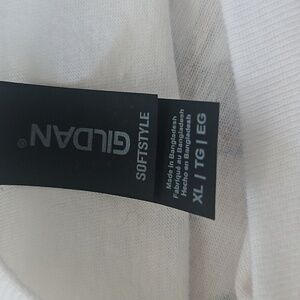 GILDAN®
SOFTSTYLE
Made in Bangladesh
Fabriqué au Bangladesh
Hecho en Bangladesh
XL | TG | EG